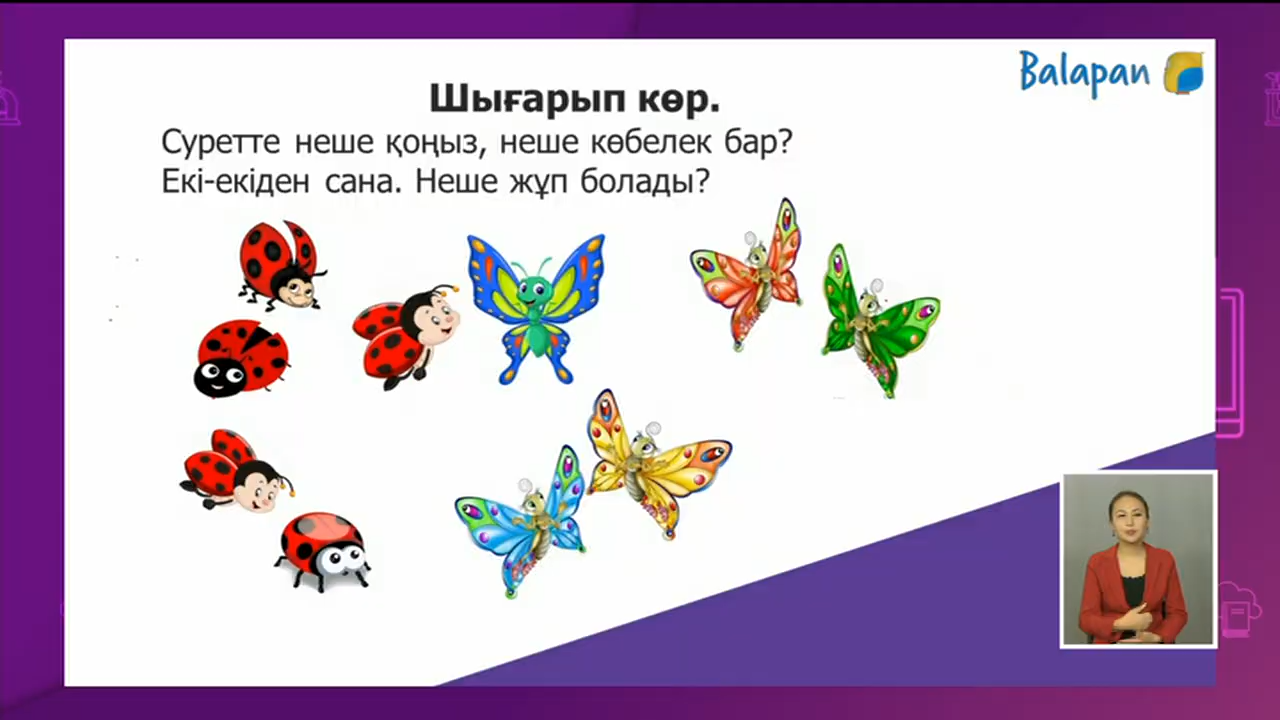 Balapan
Шығарып көр.
Суретте неше қоңыз, неше көбелек бар?
Екі-екіден сана. Неше жұп болады?